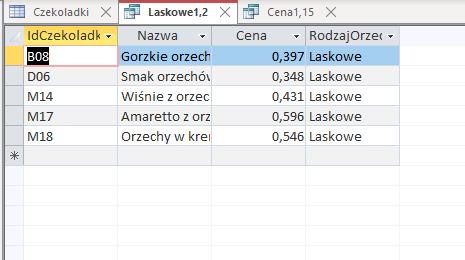 Czekoladki Laskowe1,2 Cena1,15
IdCzekoladk Nazwa Cena RodzajOrzec
B08 Gorzkie orzech 0,397 Laskowe
D06 Smak orzechów 0,348 Laskowe
M14 Wiśnie z orzec 0,431 Laskowe
M17 Amaretto z orz 0,596 Laskowe
M18 Orzechy w krem 0,546 Laskowe